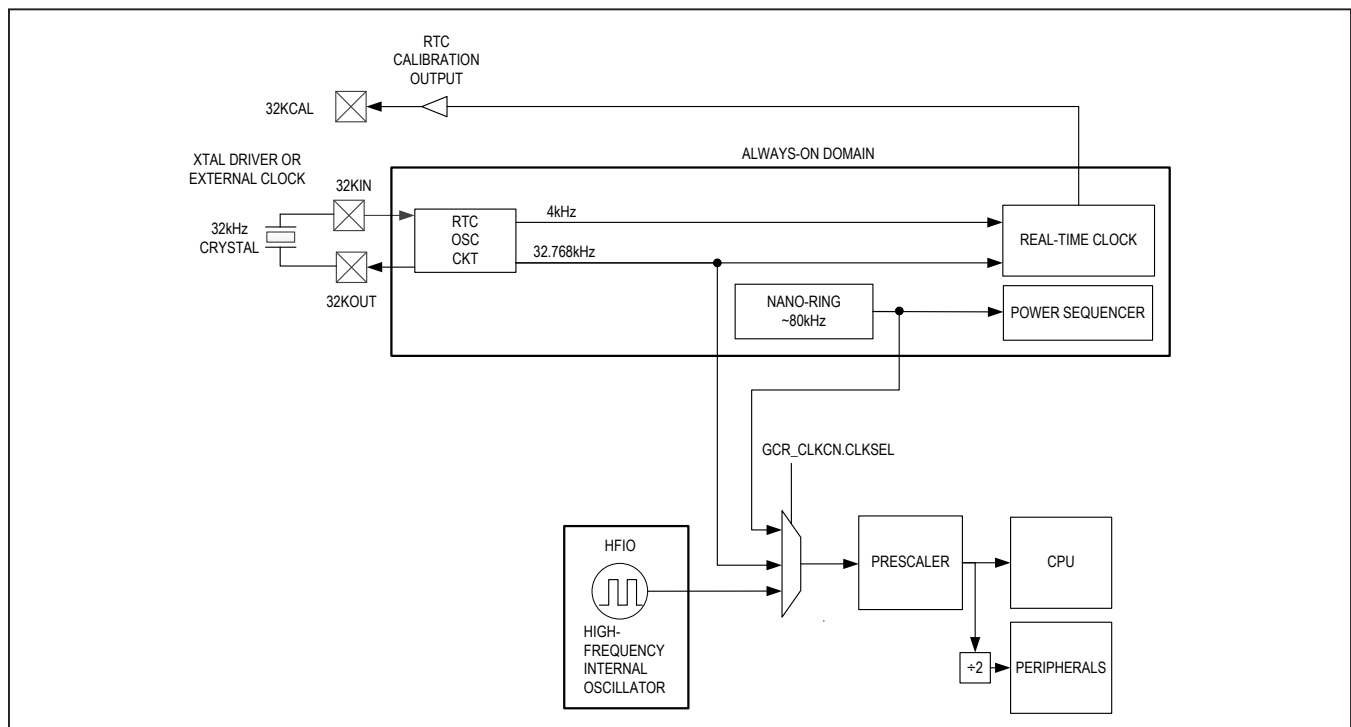 RTC
CALIBRATION
OUTPUT
32KCAL
ALWAYS-ON DOMAIN
XTAL DRIVER OR
EXTERNAL CLOCK
32KIN
32kHz
CRYSTAL
32KOUT
RTC
OSC
CKT
4kHz
32.768kHz
REAL-TIME CLOCK
NANO-RING
~80kHz
POWER SEQUENCER
GCR_CLKCN.CLKSEL
HFIO
HIGH-
FREQUENCY
INTERNAL
OSCILLATOR
PRESCALER
CPU
÷2
PERIPHERALS